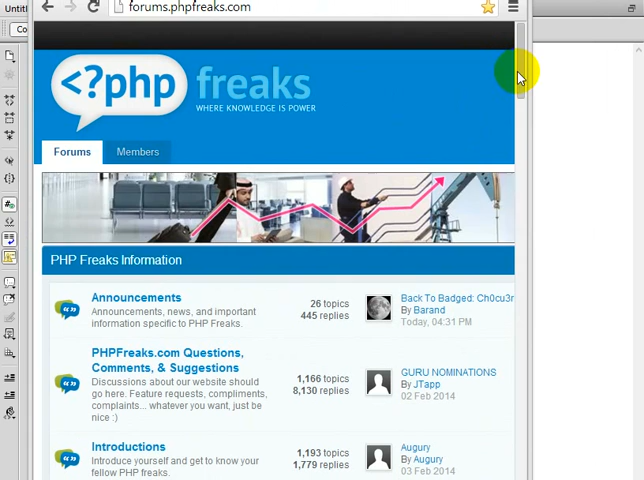 Untitl
forums.phpfreaks.com
Co
<?php freaks
WHERE KNOWLEDGE IS POWER
Forums Members
PHP Freaks Information
Announcements
Announcements, news, and important
information specific to PHP Freaks.
26 topics
445 replies
Back To Badged: Ch0cu3r
By Barand
Today, 04:31 PM
PHPFreaks.com Questions,
Comments, & Suggestions
Discussions about our website should
go here. Feature requests, compliments,
complaints... whatever you want, just be
nice :)
1,166 topics
8,130 replies
GURU NOMINATIONS
By JTapp
02 Feb 2014
Introductions
Introduce yourself and get to know your
fellow PHP freaks.
1,193 topics
1,779 replies
Augury
By Augury
03 Feb 2014